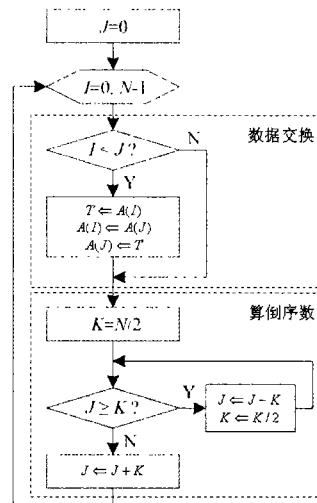 J=0
I=0, N-1
数据交换
I < J ?
N
Y
T ⇐ A(I)
A(I) ⇐ A(J)
A(J) ⇐ T
算倒序数
K=N/2
J ≥ K ?
Y
J ⇐ J - K
K ⇐ K/2
N
J ⇐ J + K